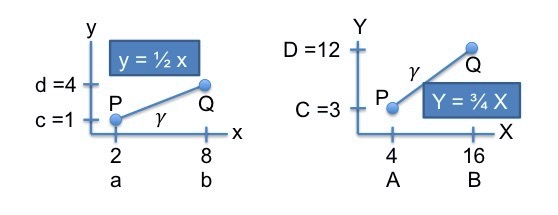 y
y = ½ x
d =4
P
Q
c =1
γ
x
2
8
a
b
Y
D =12
Q
γ
P
Y = ¾ X
C =3
X
4
16
A
B